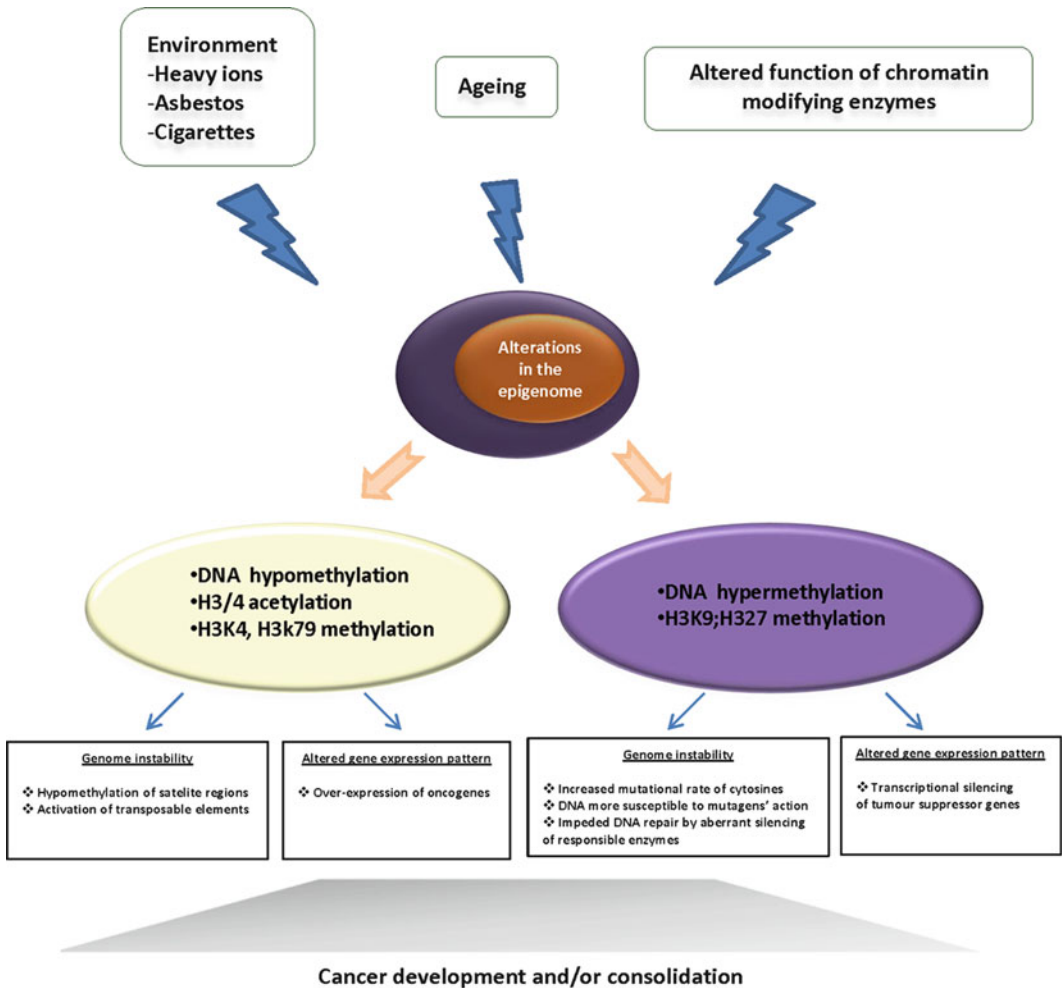 Environment
-Heavy ions
-Asbestos
-Cigarettes
Ageing
Altered function of chromatin
modifying enzymes
Alterations
in the
epigenome
•DNA hypomethylation
•H3/4 acetylation
•H3K4, H3k79 methylation
•DNA hypermethylation
•H3K9;H327 methylation
Genome instability
❖ Hypomethylation of satelite regions
❖ Activation of transposable elements
Altered gene expression pattern
❖ Over-expression of oncogenes
Genome instability
❖ Increased mutational rate of cytosines
❖ DNA more susceptible to mutagens' action
❖ Impeded DNA repair by aberrant silencing
of responsible enzymes
Altered gene expression pattern
❖ Transcriptional silencing
of tumour suppressor genes
Cancer development and/or consolidation